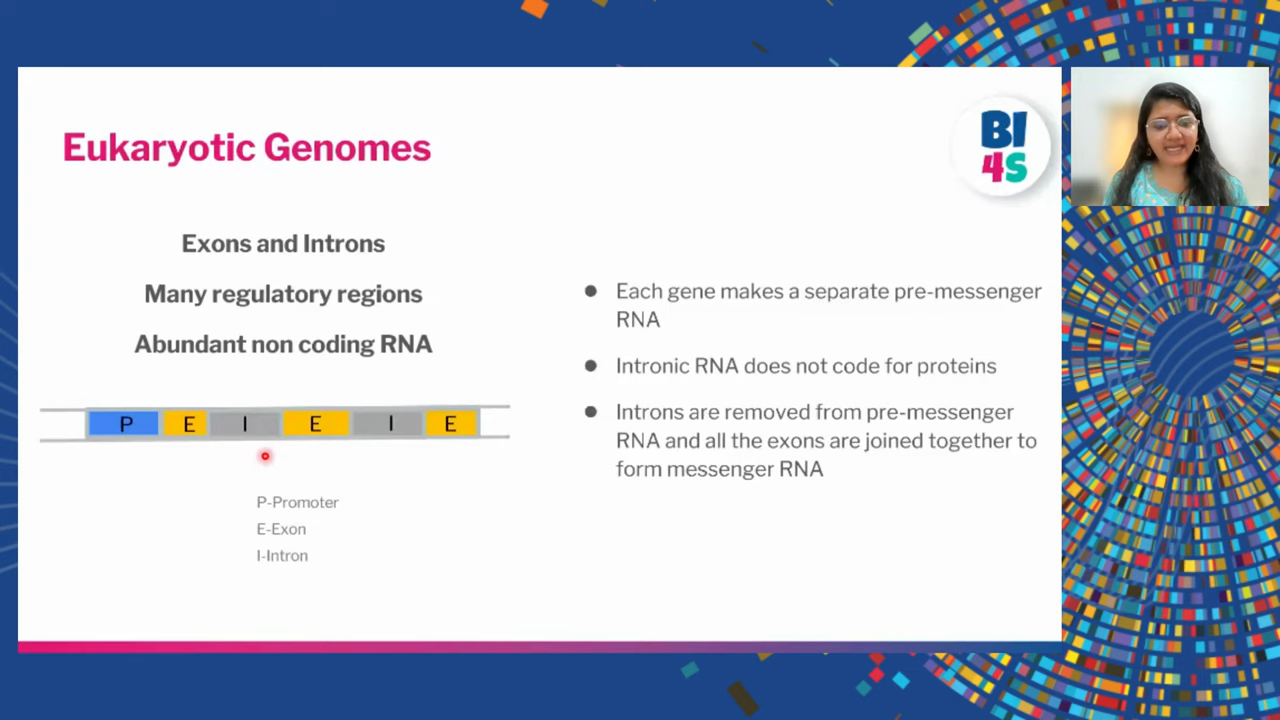 Eukaryotic Genomes
BI
4S
Exons and Introns
Many regulatory regions
Abundant non coding RNA
P E I E I E
P-Promoter
E-Exon
I-Intron
● Each gene makes a separate pre-messenger
RNA
● Intronic RNA does not code for proteins
● Introns are removed from pre-messenger
RNA and all the exons are joined together to
form messenger RNA